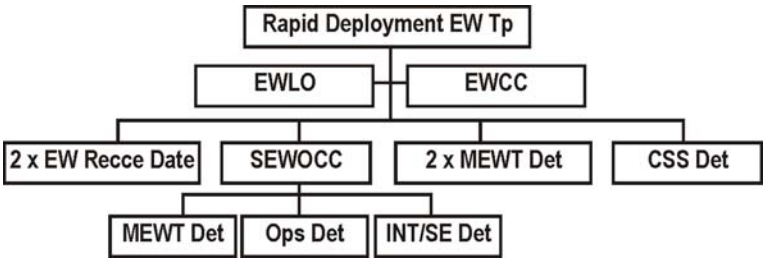 Rapid Deployment EW Tp
EWLO
EWCC
2 x EW Recce Date
SEWOCC
2 x MEWT Det
CSS Det
MEWT Det
Ops Det
INT/SE Det